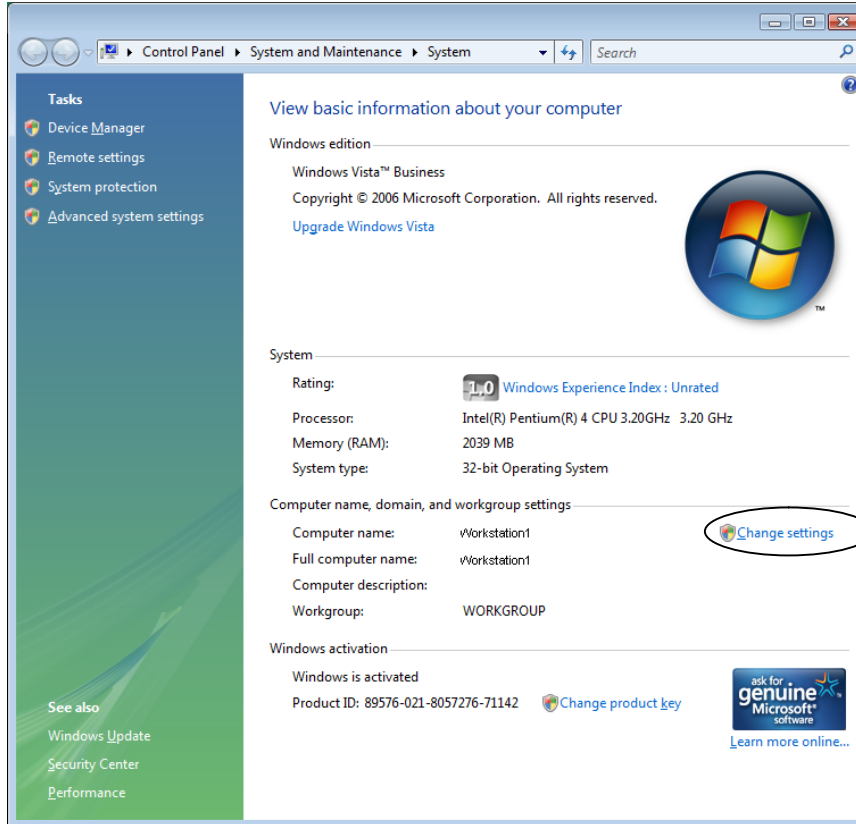 Control Panel ▸ System and Maintenance ▸ System
Search
Tasks
Device Manager
Remote settings
System protection
Advanced system settings
See also
Windows Update
Security Center
Performance
View basic information about your computer
Windows edition
Windows Vista™ Business
Copyright © 2006 Microsoft Corporation. All rights reserved.
Upgrade Windows Vista
TM
System
Rating: 1,0 Windows Experience Index : Unrated
Processor: Intel(R) Pentium(R) 4 CPU 3.20GHz 3.20 GHz
Memory (RAM): 2039 MB
System type: 32-bit Operating System
Computer name, domain, and workgroup settings
Computer name: Workstation1 Change settings
Full computer name: Workstation1
Computer description:
Workgroup: WORKGROUP
Windows activation
Windows is activated
Product ID: 89576-021-8057276-71142 Change product key
ask for
genuine
Microsoft®
software
Learn more online...